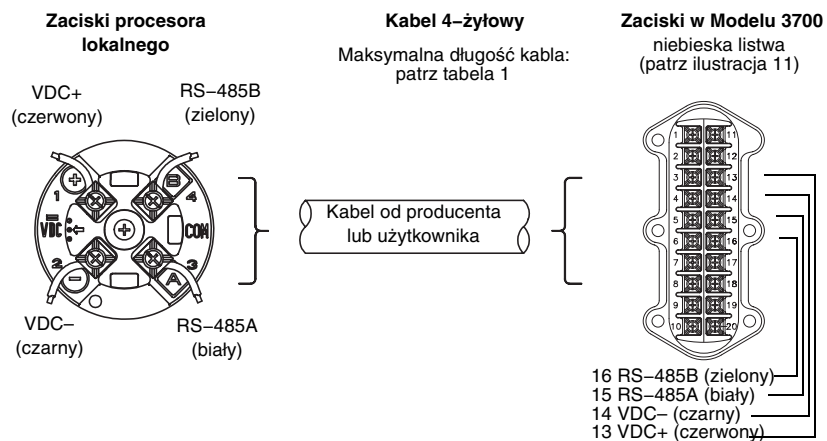 Zaciski procesora
lokalnego
Kabel 4–żyłowy
Maksymalna długość kabla:
patrz tabela 1
Zaciski w Modelu 3700
niebieska listwa
(patrz ilustracja 11)
VDC+
(czerwony)
RS–485B
(zielony)
+
B
1
4
VDC
COM
2
3
–
A
VDC–
(czarny)
RS–485A
(biały)
Kabel od producenta
lub użytkownika
1 11
2 12
3 13
4 14
5 15
6 16
7 17
8 18
9 19
10 20
16 RS–485B (zielony)
15 RS–485A (biały)
14 VDC– (czarny)
13 VDC+ (czerwony)